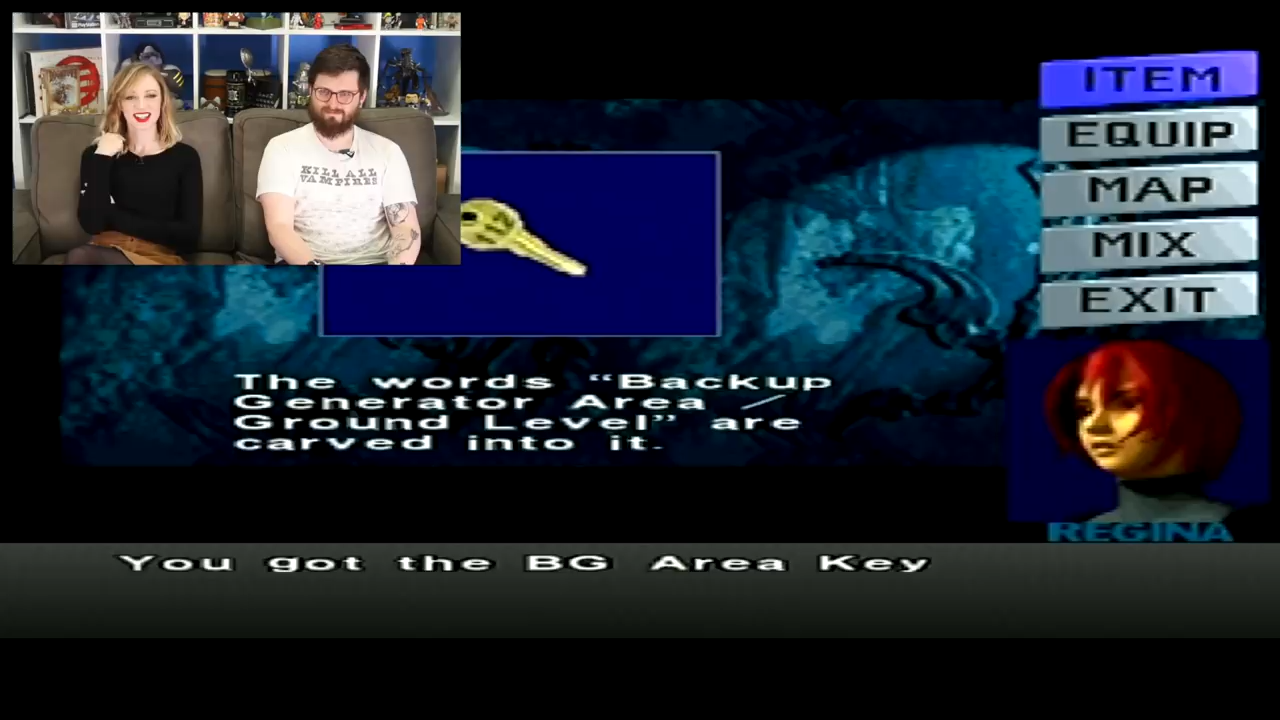 KILL ALL
VAMPIRES
ITEM
EQUIP
MAP
MIX
EXIT
The words “Backup
Generator Area /
Ground Level” are
carved into it.
REGINA
You got the BG Area Key